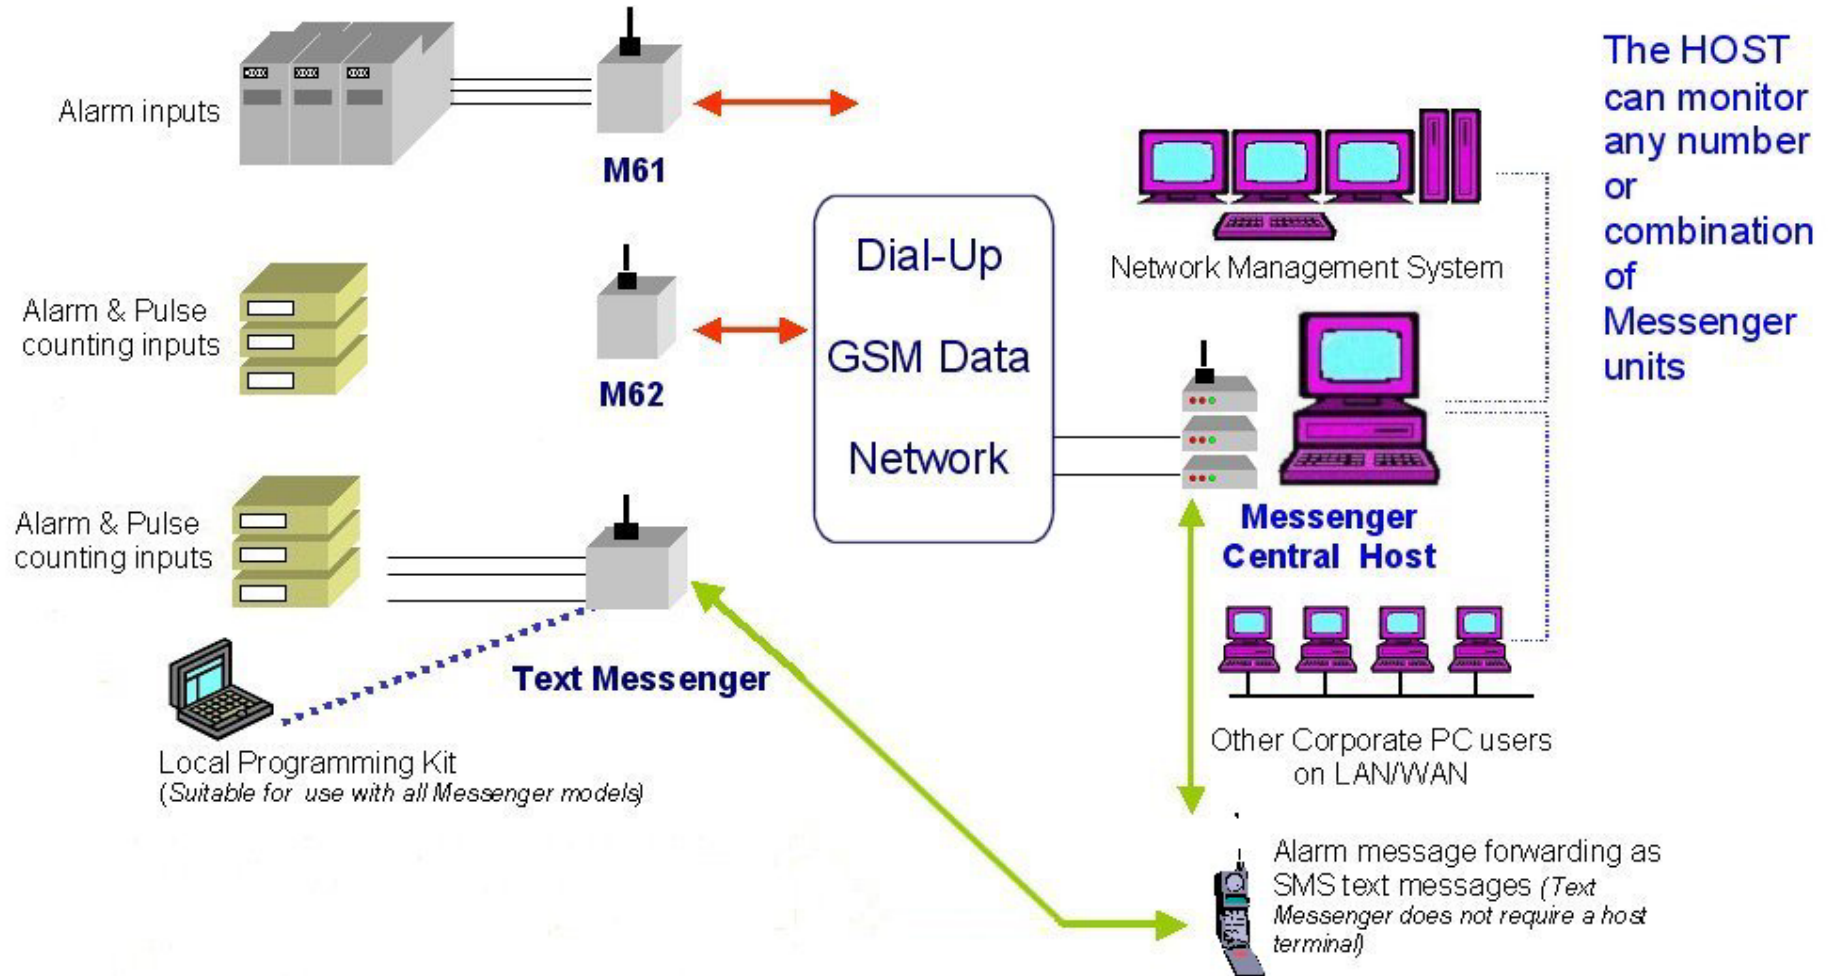 Alarm inputs
M61
The HOST
can monitor
any number
or
combination
of
Messenger
units
Network Management System
Dial-Up
GSM Data
Network
Alarm & Pulse
counting inputs
M62
Messenger
Central Host
Alarm & Pulse
counting inputs
Text Messenger
Local Programming Kit
(Suitable for use with all Messenger models)
Other Corporate PC users
on LAN/WAN
Alarm message forwarding as
SMS text messages (Text
Messenger does not require a host
terminal)